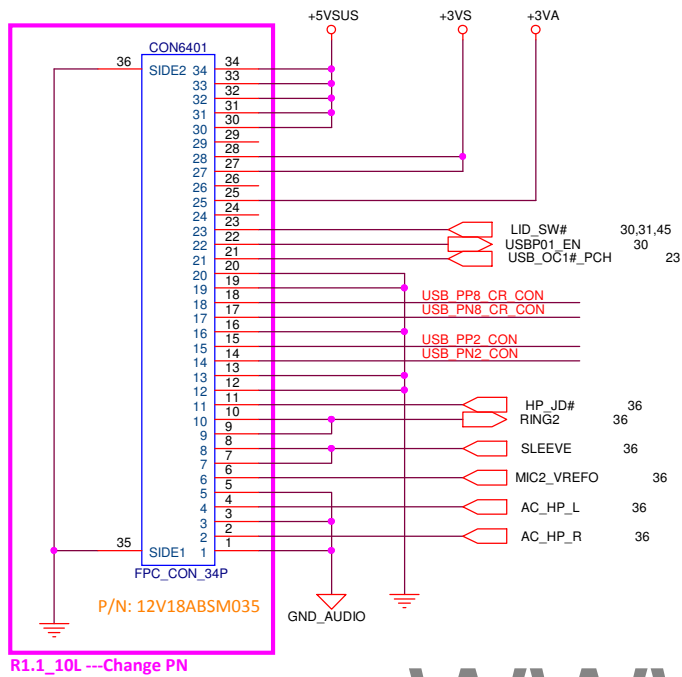 +5VSUS +3VS +3VA
CON6401
36 SIDE2 34 34
33 33
32 32
31 31
30 30
29 29
28 28
27 27
26 26
25 25
24 24
23 23 LID_SW# 30,31,45
22 22 USBP01_EN 30
21 21 USB_OC1#_PCH 23
20 20
19 19
18 18 USB_PP8_CR_CON
17 17 USB_PN8_CR_CON
16 16
15 15 USB_PP2_CON
14 14 USB_PN2_CON
13 13
12 12
11 11 HP_JD# 36
10 10 RING2 36
9 9
8 8 SLEEVE 36
7 7
6 6 MIC2_VREFO 36
5 5
4 4 AC_HP_L 36
3 3
2 2 AC_HP_R 36
35 SIDE1 1 1
FPC_CON_34P
P/N: 12V18ABSM035
GND_AUDIO
R1.1_10L ---Change PN